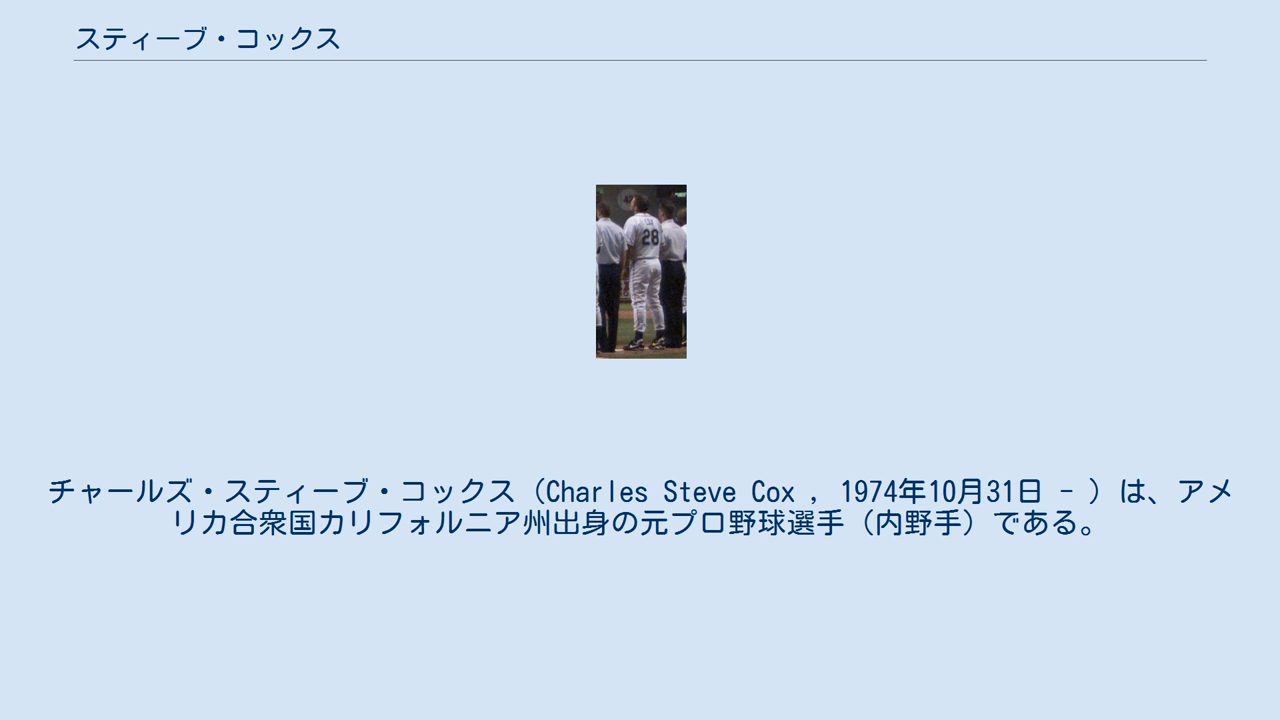 スティーブ・コックス
28
チャールズ・スティーブ・コックス（Charles Steve Cox , 1974年10月31日 - ）は、アメ
リカ合衆国カリフォルニア州出身の元プロ野球選手（内野手）である。